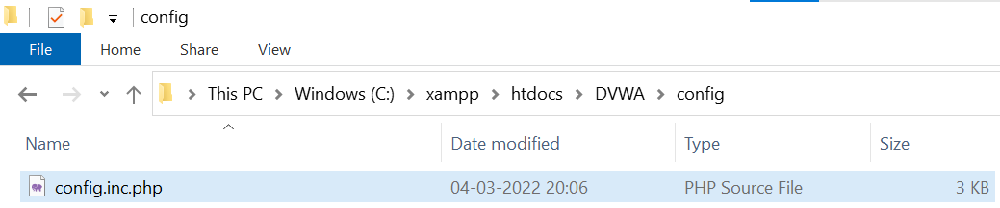 config
File Home Share View
This PC Windows (C:) xampp htdocs DVWA config
Name Date modified Type Size
config.inc.php 04-03-2022 20:06 PHP Source File 3 KB